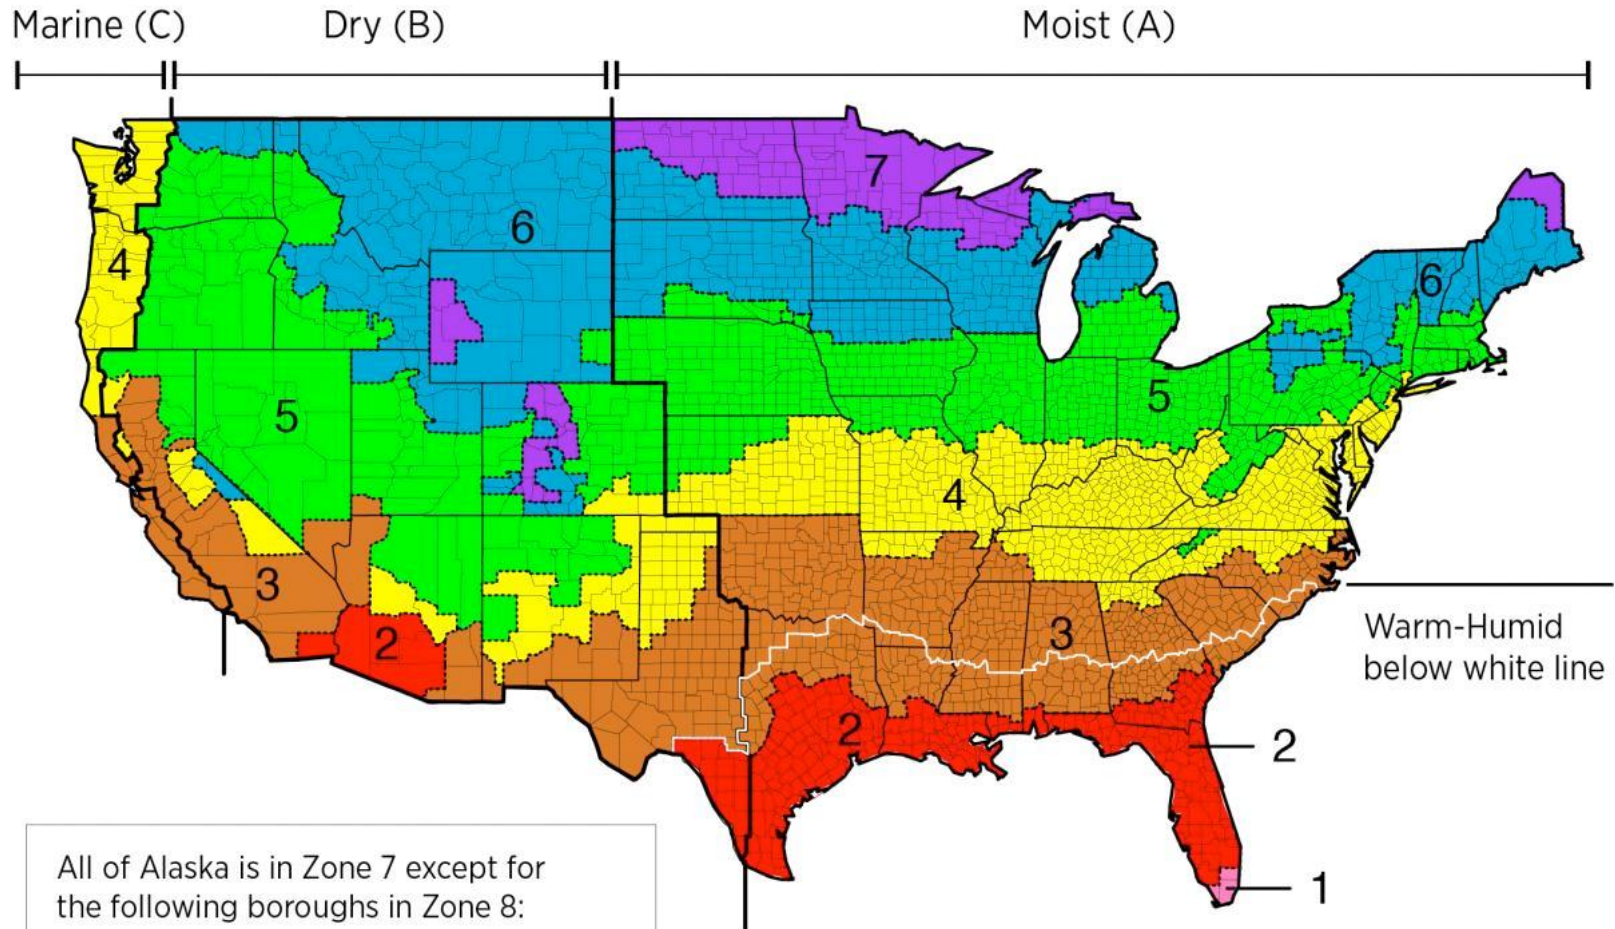 Marine (C)
Dry (B)
Moist (A)
7
6
4
6
5
5
4
3
3
2
Warm-Humid
below white line
2
2
1
All of Alaska is in Zone 7 except for
the following boroughs in Zone 8: